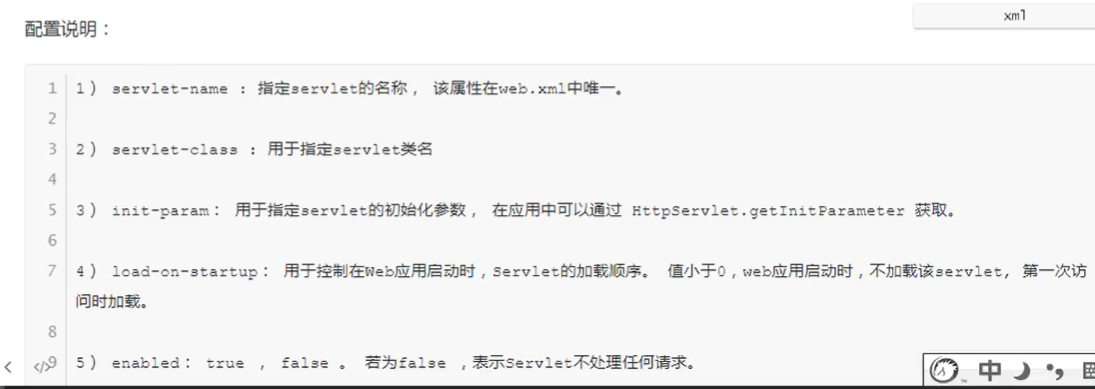 xml
配置说明：
1 1） servlet-name : 指定servlet的名称， 该属性在web.xml中唯一。
2
3 2） servlet-class : 用于指定servlet类名
4
5 3） init-param： 用于指定servlet的初始化参数， 在应用中可以通过 HttpServlet.getInitParameter 获取。
6
7 4） load-on-startup： 用于控制在Web应用启动时，Servlet的加载顺序。 值小于0，web应用启动时，不加载该servlet, 第一次访
问时加载。
8
9 5） enabled： true ， false 。 若为false ，表示Servlet不处理任何请求。
中